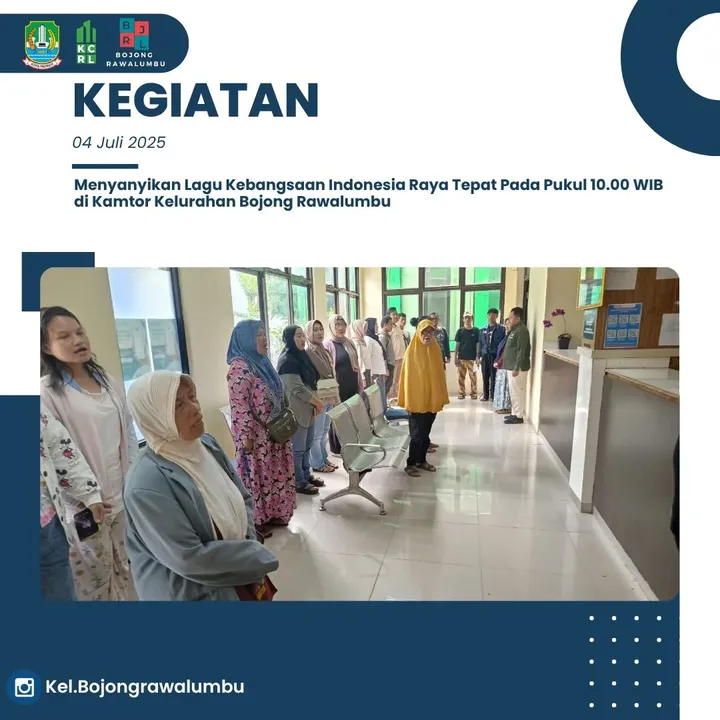 KCRL
BRJL
BOJONG
RAWALUMBU
KEGIATAN
04 Juli 2025
Menyanyikan Lagu Kebangsaan Indonesia Raya Tepat Pada Pukul 10.00 WIB
di Kamtor Kelurahan Bojong Rawalumbu
Kel.Bojongrawalumbu